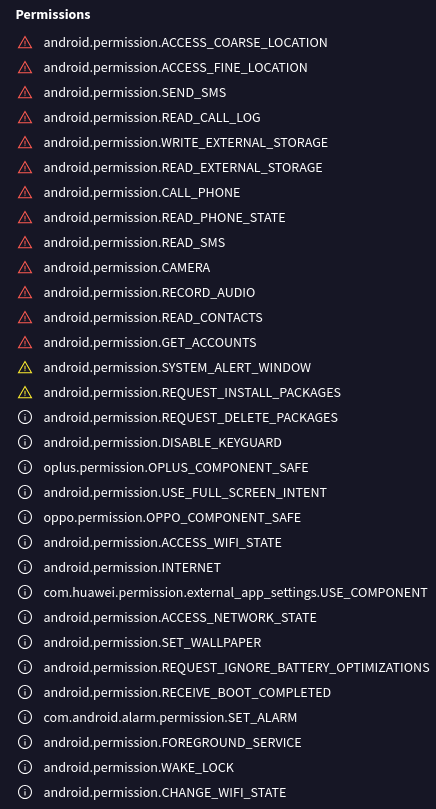 Permissions
android.permission.ACCESS_COARSE_LOCATION
android.permission.ACCESS_FINE_LOCATION
android.permission.SEND_SMS
android.permission.READ_CALL_LOG
android.permission.WRITE_EXTERNAL_STORAGE
android.permission.READ_EXTERNAL_STORAGE
android.permission.CALL_PHONE
android.permission.READ_PHONE_STATE
android.permission.READ_SMS
android.permission.CAMERA
android.permission.RECORD_AUDIO
android.permission.READ_CONTACTS
android.permission.GET_ACCOUNTS
android.permission.SYSTEM_ALERT_WINDOW
android.permission.REQUEST_INSTALL_PACKAGES
android.permission.REQUEST_DELETE_PACKAGES
android.permission.DISABLE_KEYGUARD
oplus.permission.OPLUS_COMPONENT_SAFE
android.permission.USE_FULL_SCREEN_INTENT
oppo.permission.OPPO_COMPONENT_SAFE
android.permission.ACCESS_WIFI_STATE
android.permission.INTERNET
com.huawei.permission.external_app_settings.USE_COMPONENT
android.permission.ACCESS_NETWORK_STATE
android.permission.SET_WALLPAPER
android.permission.REQUEST_IGNORE_BATTERY_OPTIMIZATIONS
android.permission.RECEIVE_BOOT_COMPLETED
com.android.alarm.permission.SET_ALARM
android.permission.FOREGROUND_SERVICE
android.permission.WAKE_LOCK
android.permission.CHANGE_WIFI_STATE